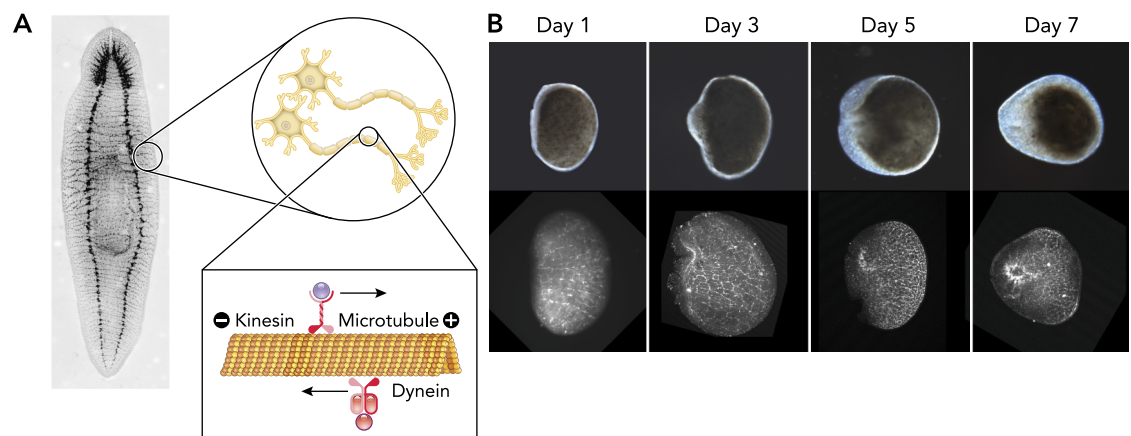 A
− Kinesin Microtubule +
Dynein
B
Day 1 Day 3 Day 5 Day 7